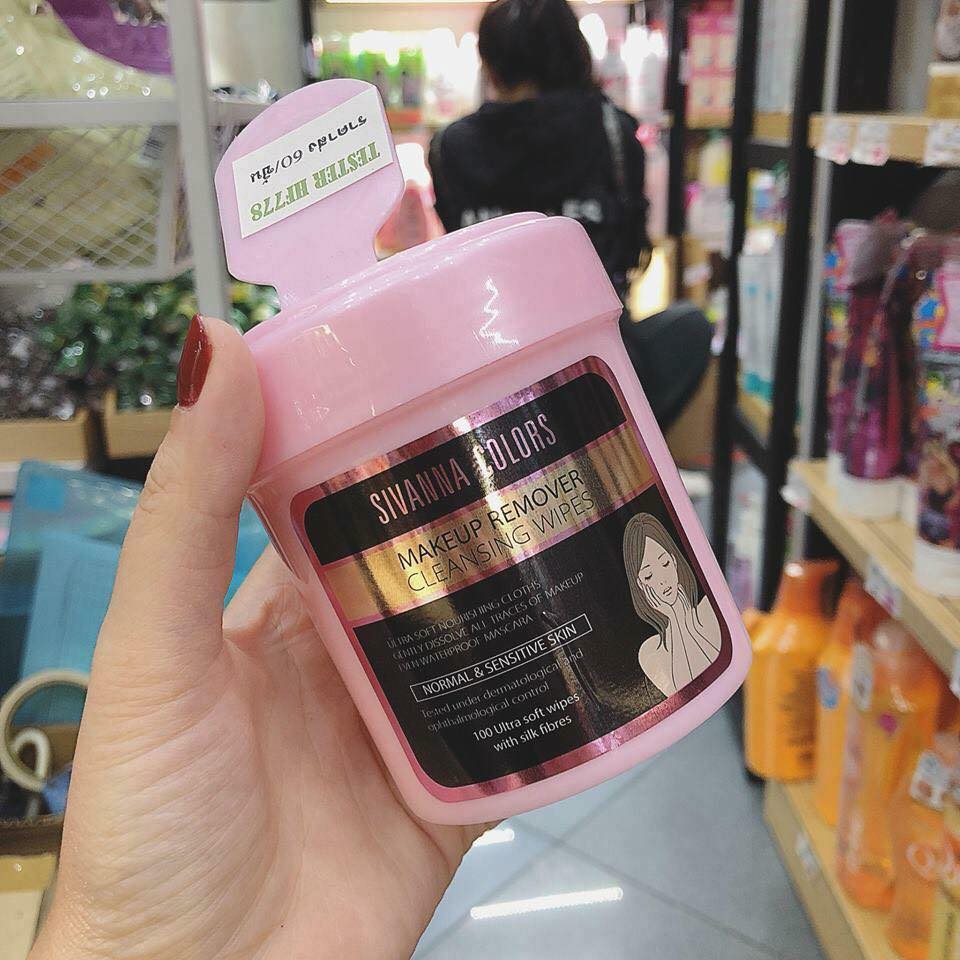 TESTER HF778
ราคาส่ง 60/ชิ้น
SIVANNA COLORS
MAKEUP REMOVER
CLEANSING WIPES
ULTRA SOFT NOURISHING CLOTHS
GENTLY DISSOLVE ALL TRACES OF MAKEUP
EVEN WATERPROOF MASCARA
NORMAL & SENSITIVE SKIN
Tested under dermatological and
ophthalmological control
100 Ultra soft wipes
with silk fibres